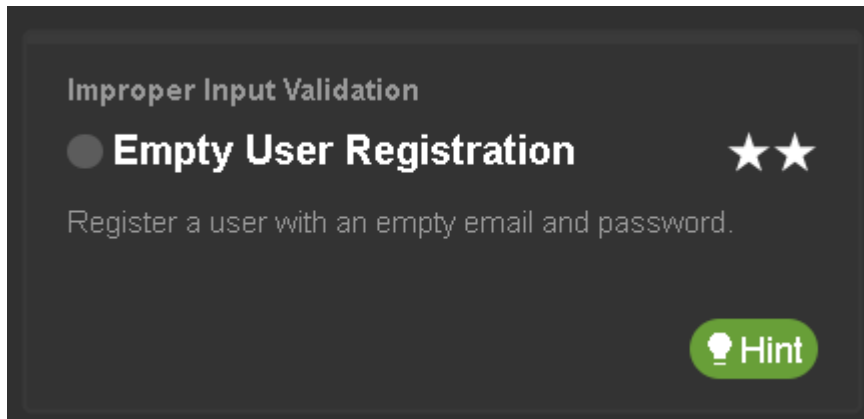 Improper Input Validation
Empty User Registration
Register a user with an empty email and password.
Hint